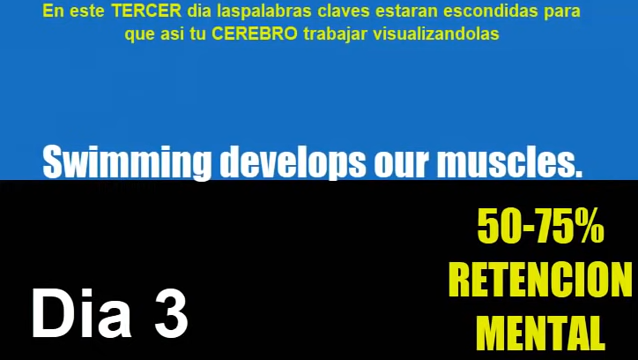 En este TERCER dia laspalabras claves estaran escondidas para
que asi tu CEREBRO trabajar visualizandolas
Swimming develops our muscles.
50-75%
RETENCION
MENTAL
Dia 3